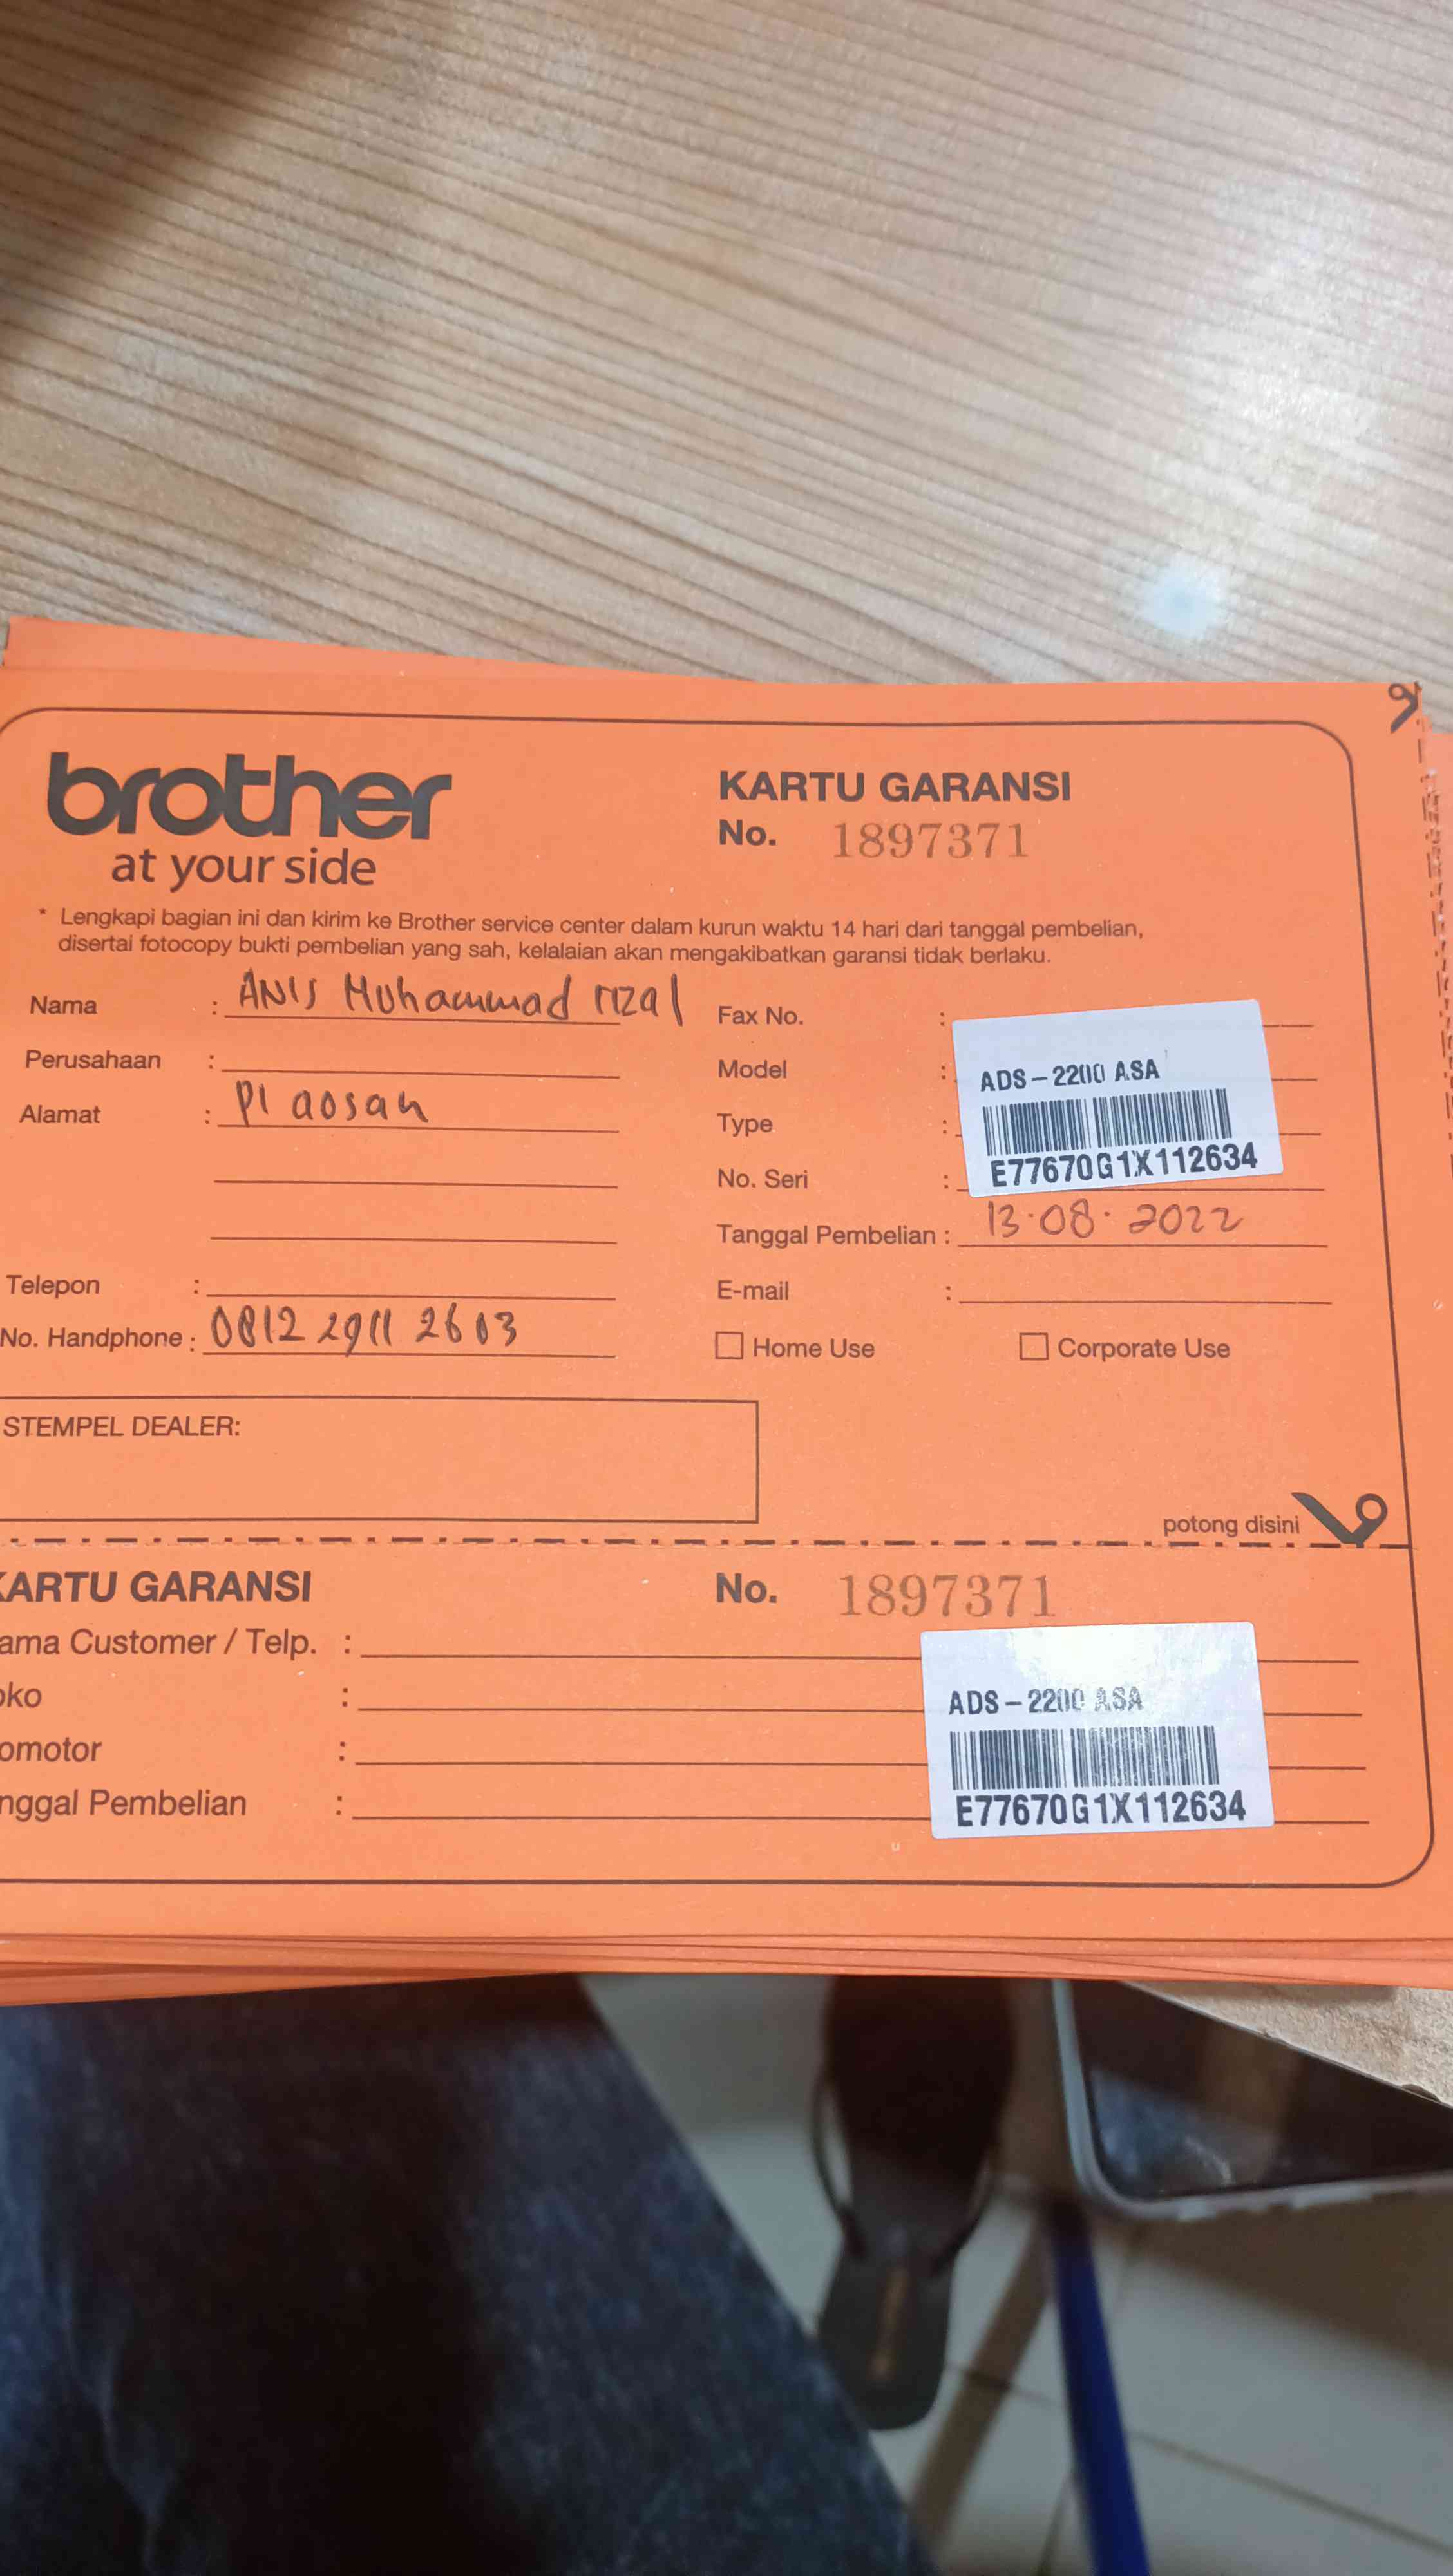 brother
at your side
KARTU GARANSI
No. 1897371
* Lengkapi bagian ini dan kirim ke Brother service center dalam kurun waktu 14 hari dari tanggal pembelian,
disertai fotocopy bukti pembelian yang sah, kelalaian akan mengakibatkan garansi tidak berlaku.
Nama : ANIS Muhammad rizal
Perusahaan :
Alamat : Plaosan
Telepon :
No. Handphone : 0812 2911 2603
Fax No. :
Model : ADS-2200 ASA
Type :
E77670G1X112634
No. Seri :
Tanggal Pembelian : 13.08.2022
E-mail :
Home Use Corporate Use
STEMPEL DEALER:
potong disini
KARTU GARANSI
No. 1897371
ama Customer / Telp. :
oko :
omotor :
nggal Pembelian :
ADS-2200 ASA
E77670G1X112634